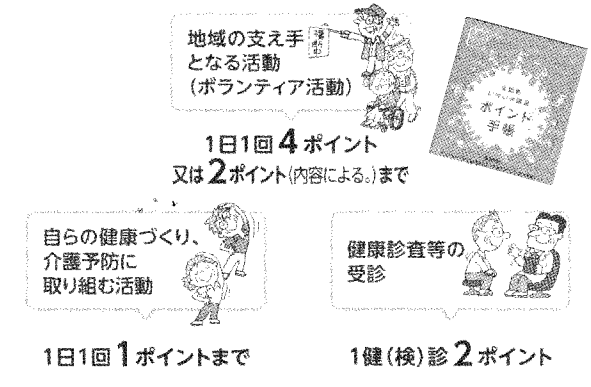 地域の支え手
となる活動
(ボランティア活動)
1日1回4ポイント
又は2ポイント(内容による。)まで
ポイント
手帳
自らの健康づくり、
介護予防に
取り組む活動
1日1回1ポイントまで
健康診査等の
受診
1健(検)診2ポイント